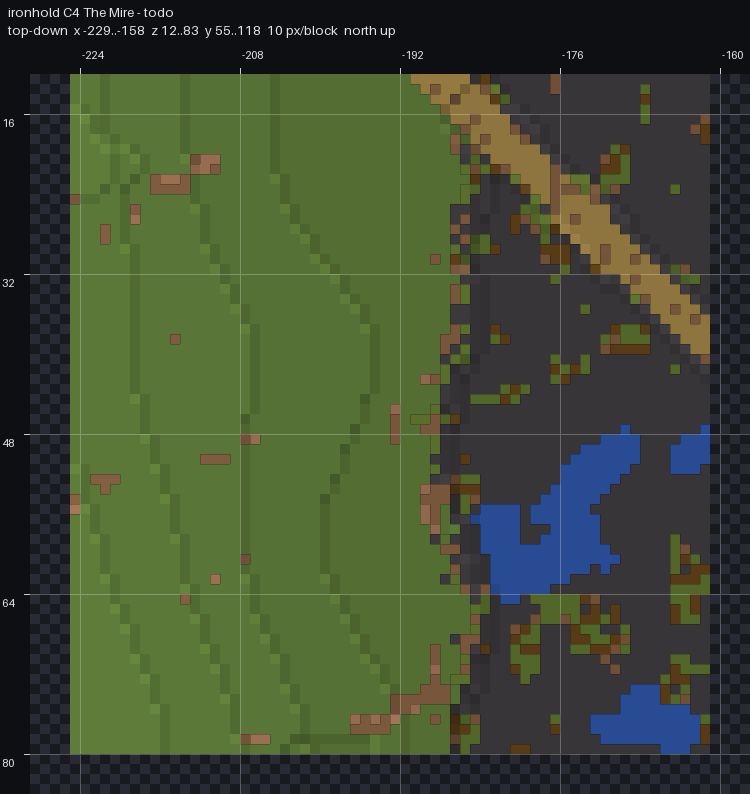 ironhold C4 The Mire - todo
top-down  x -229..-158  z 12..83  y 55..118  10 px/block  north up
-224 -208 -192 -176 -160
16
32
48
64
80